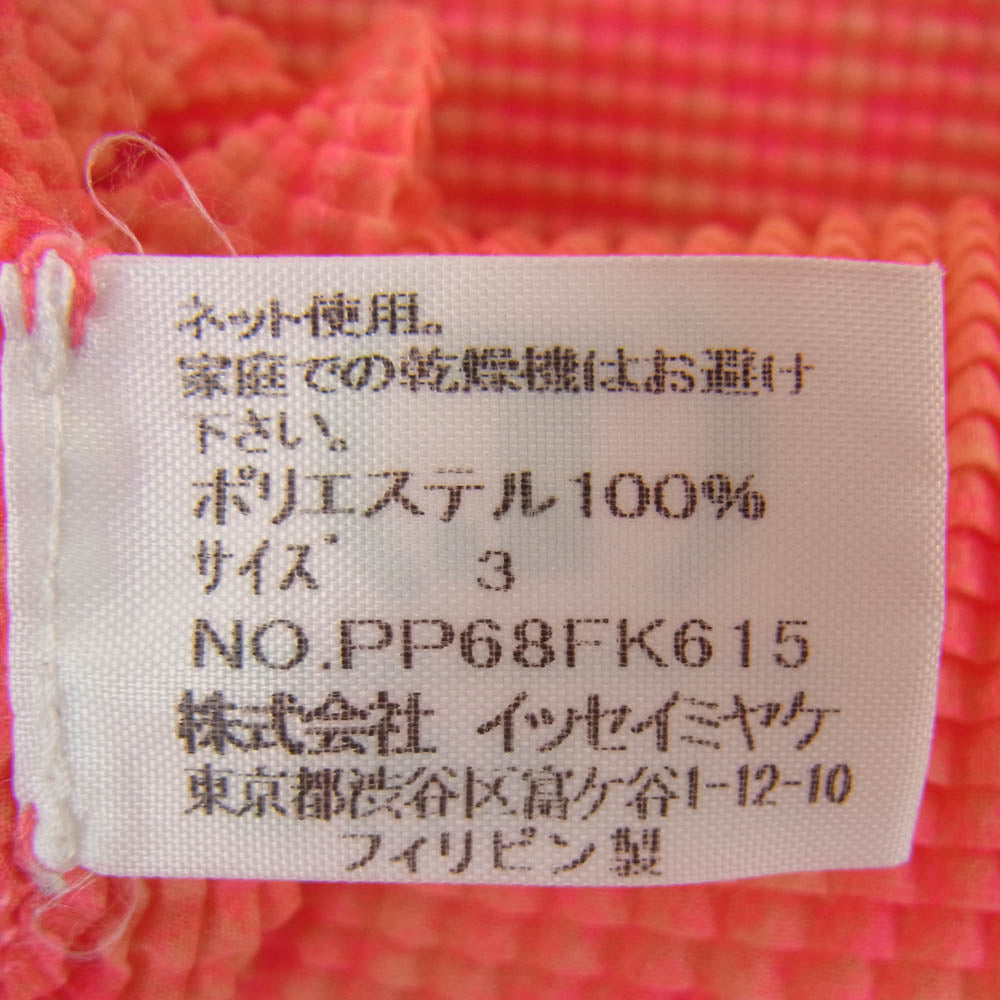 ネット使用。
家庭での乾燥機はお避け
下さい。
ポリエステル100%
サイズ 3
NO.PP68FK615
株式会社 イッセイミヤケ
東京都渋谷区富ケ谷1-12-10
フィリピン製